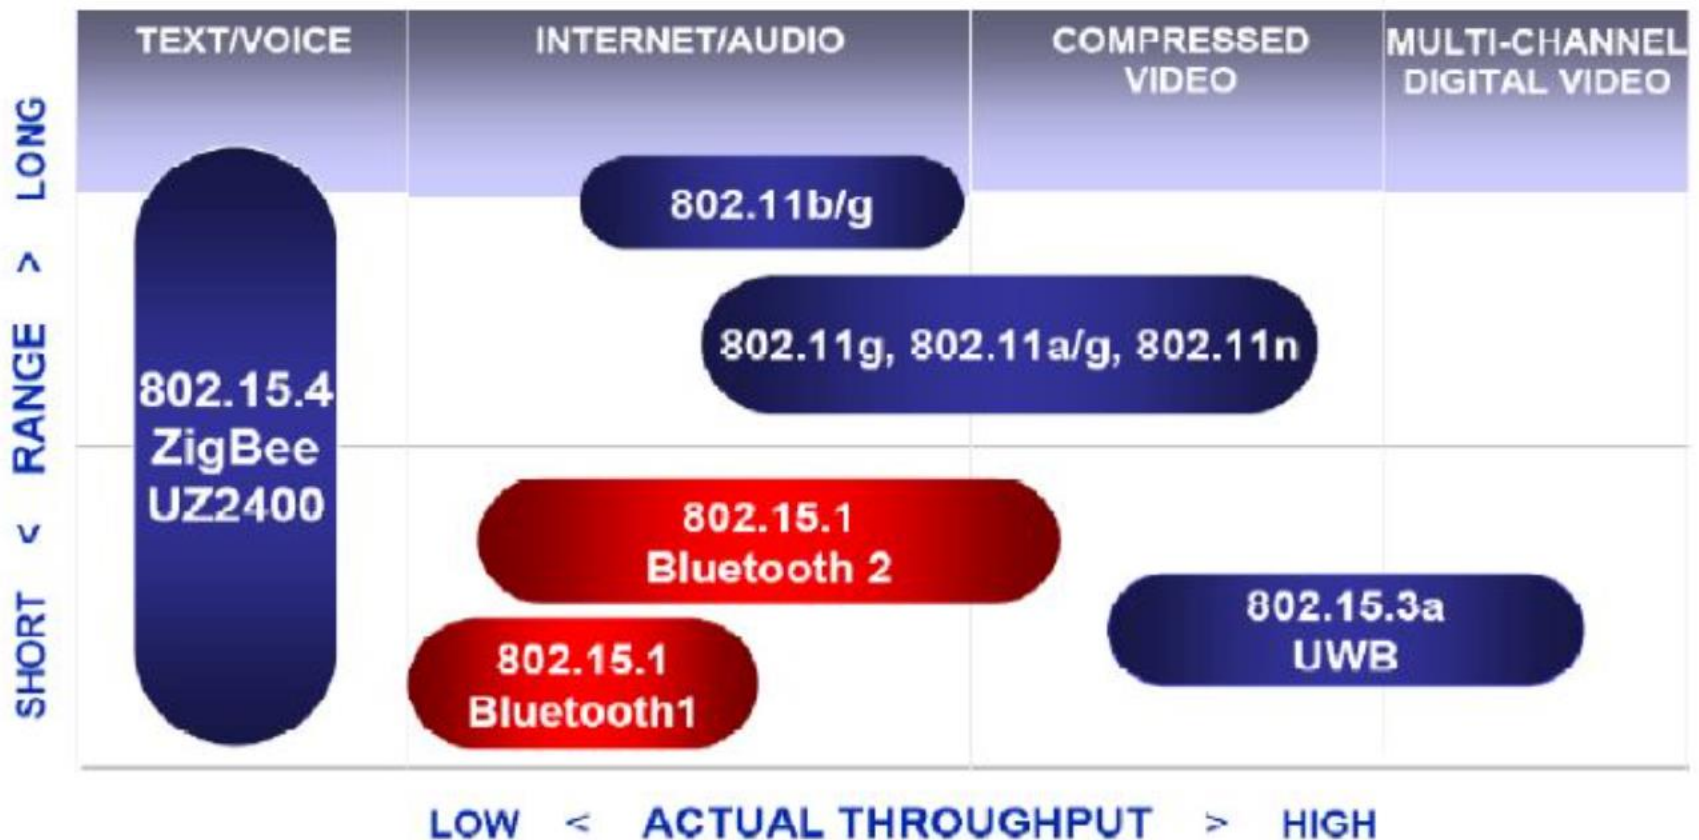 TEXT/VOICE
INTERNET/AUDIO
COMPRESSED
VIDEO
MULTI-CHANNEL
DIGITAL VIDEO
SHORT < RANGE > LONG
802.15.4
ZigBee
UZ2400
802.11b/g
802.11g, 802.11a/g, 802.11n
802.15.1
Bluetooth 2
802.15.1
Bluetooth1
802.15.3a
UWB
LOW < ACTUAL THROUGHPUT > HIGH